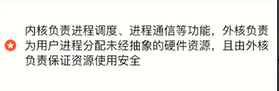 内核负责进程调度、进程通信等功能，外核负责
为用户进程分配未经抽象的硬件资源，且由外核
负责保证资源使用安全